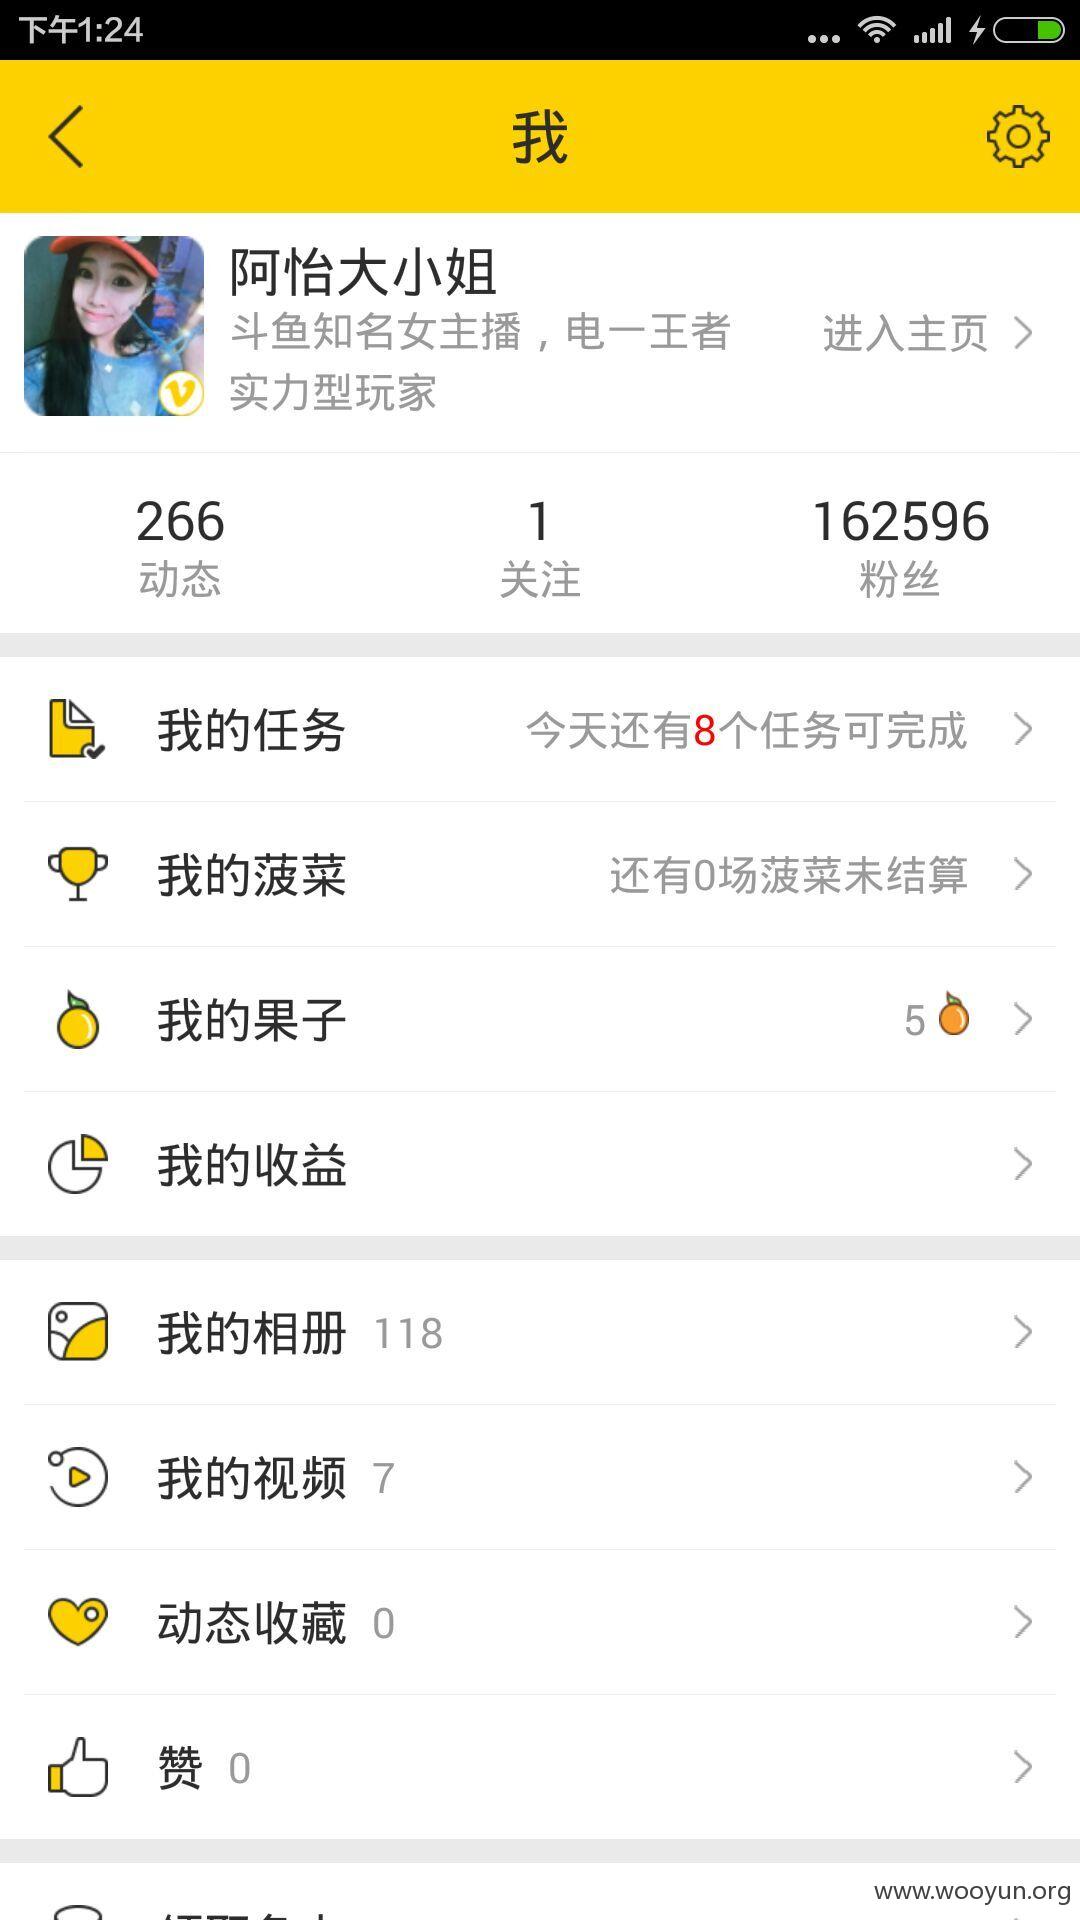 下午1:24
我
阿怡大小姐
斗鱼知名女主播，电一王者
实力型玩家
进入主页
266
1
162596
动态
关注
粉丝
我的任务
今天还有8个任务可完成
我的菠菜
还有0场菠菜未结算
我的果子
5
我的收益
我的相册 118
我的视频 7
动态收藏 0
赞 0
www.wooyun.org